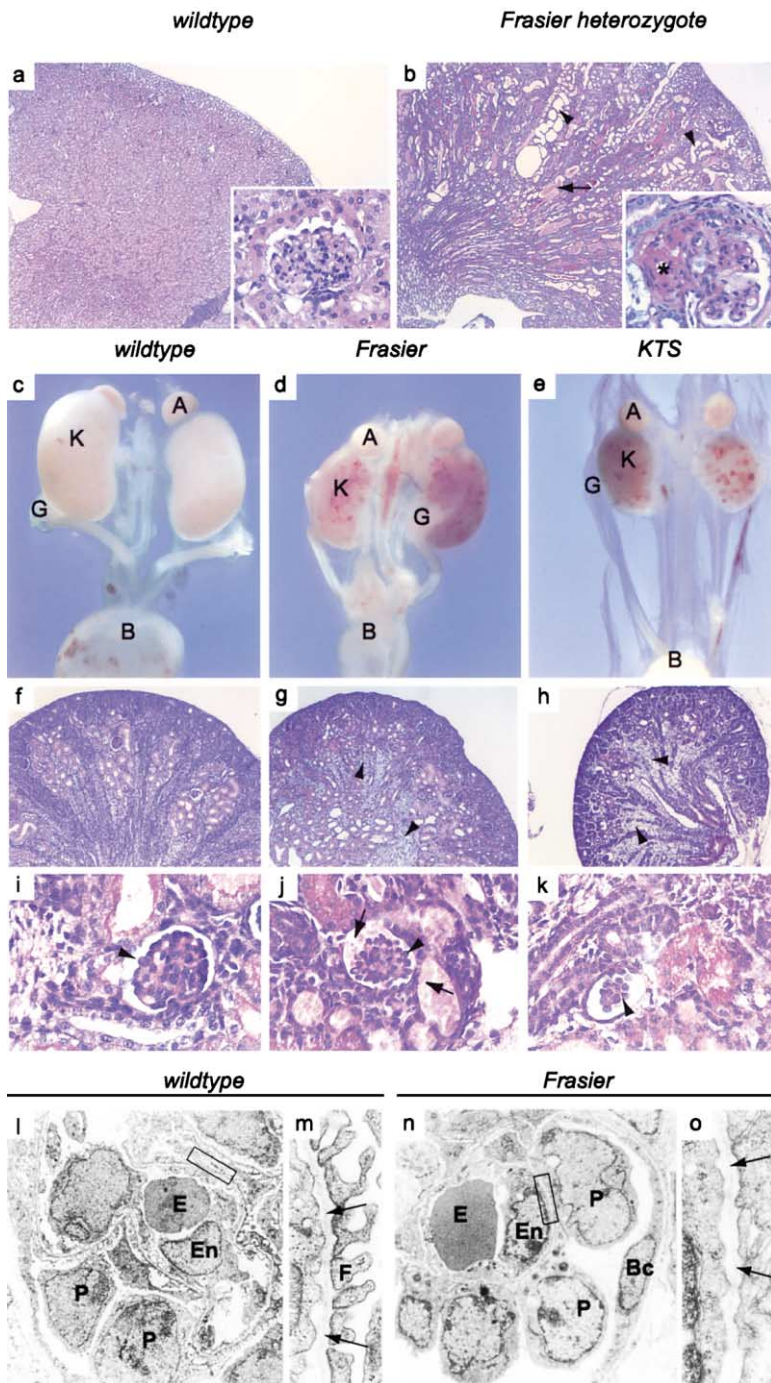 wildtype Frasier heterozygote
a b
*
wildtype Frasier KTS
c d e
A A A
K K K
G G G
B B B
f g h
i j k
wildtype Frasier
l m n o
E E P
En En
F Bc
P P
P